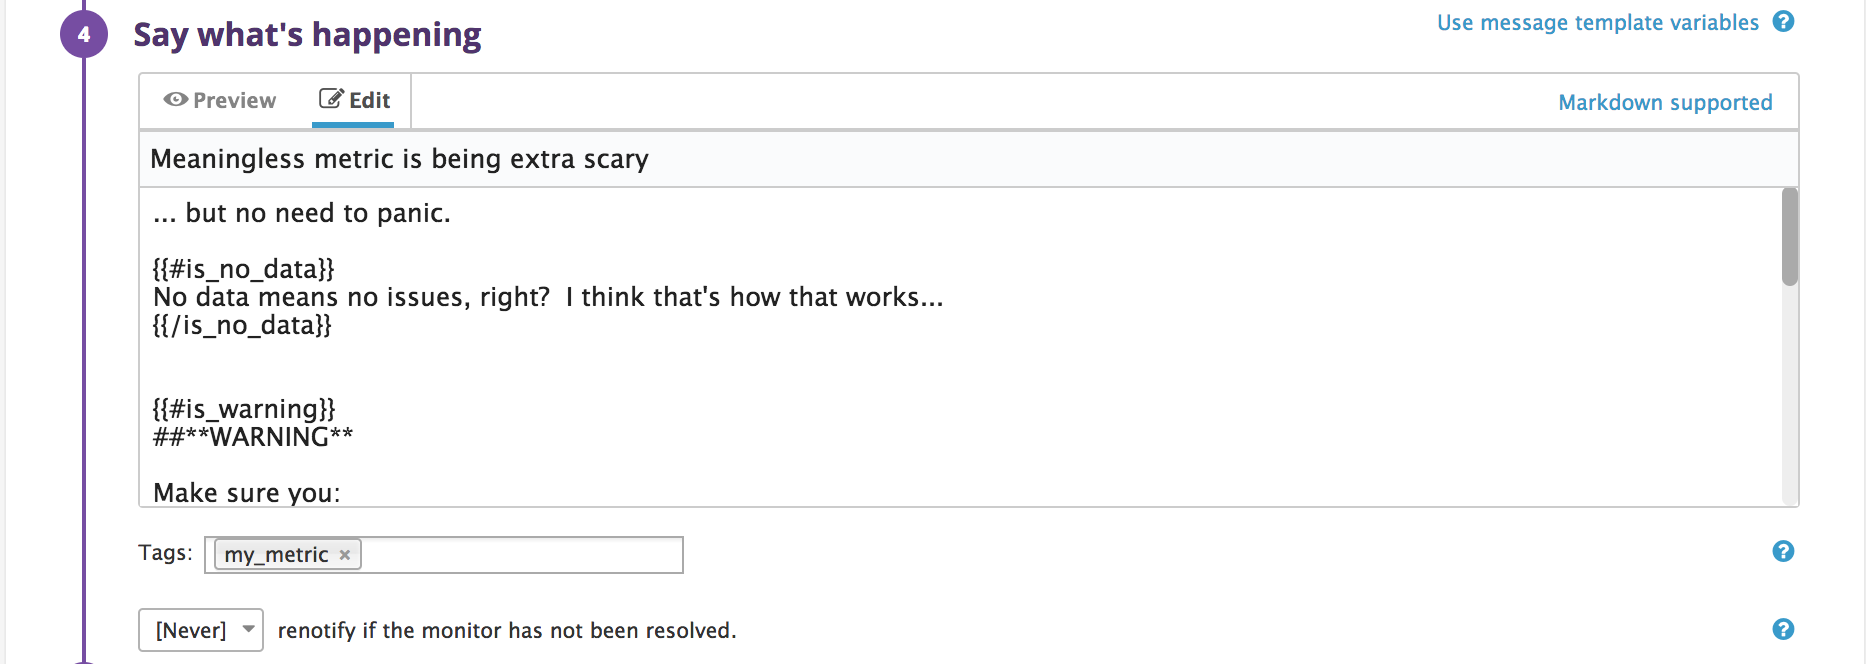 4
Say what's happening
Use message template variables ?
Preview Edit
Markdown supported
Meaningless metric is being extra scary
... but no need to panic.
{{#is_no_data}}
No data means no issues, right?  I think that's how that works...
{{/is_no_data}}
{{#is_warning}}
##**WARNING**
Make sure you:
Tags: my_metric × ?
[Never] renotify if the monitor has not been resolved. ?